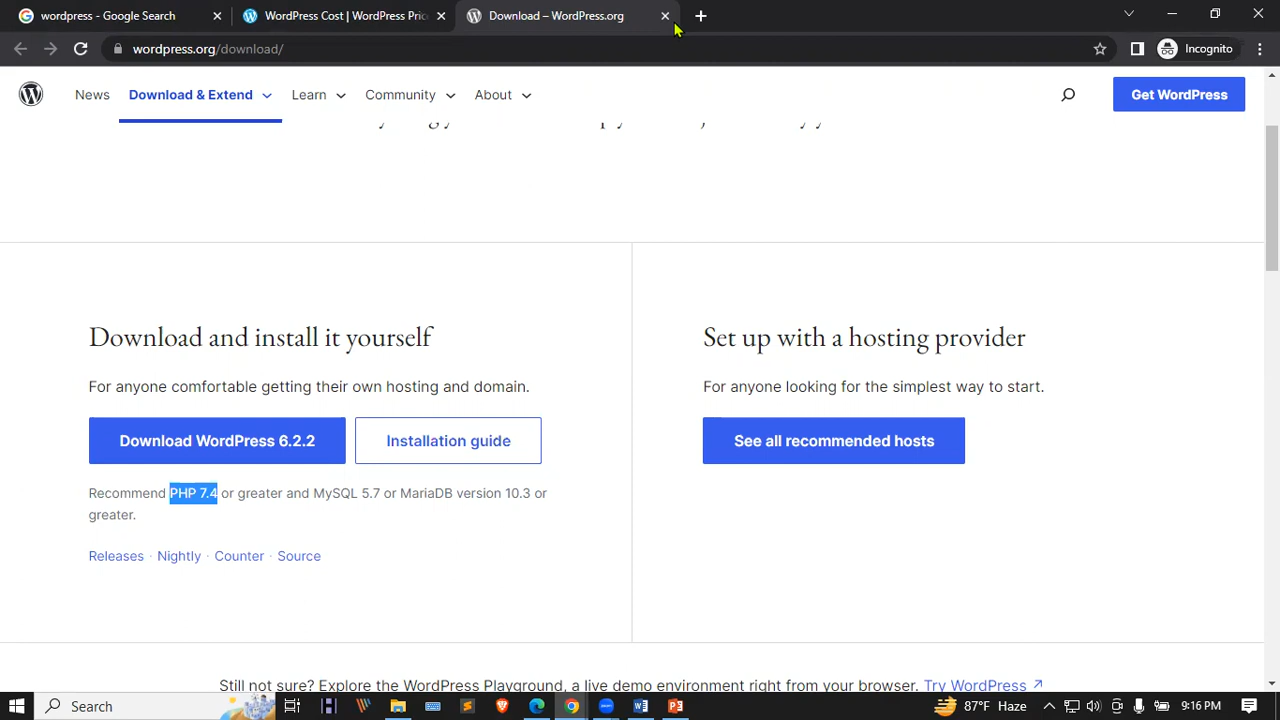 wordpress - Google Search
WordPress Cost | WordPress Pric
Download – WordPress.org
wordpress.org/download/
Incognito
News
Download & Extend
Learn
Community
About
Get WordPress
Download and install it yourself
For anyone comfortable getting their own hosting and domain.
Download WordPress 6.2.2
Installation guide
Recommend PHP 7.4 or greater and MySQL 5.7 or MariaDB version 10.3 or
greater.
Releases · Nightly · Counter · Source
Set up with a hosting provider
For anyone looking for the simplest way to start.
See all recommended hosts
Still not sure? Explore the WordPress Playground, a live demo environment right from your browser. Try WordPress ↗
Search
87°F Haze
9:16 PM